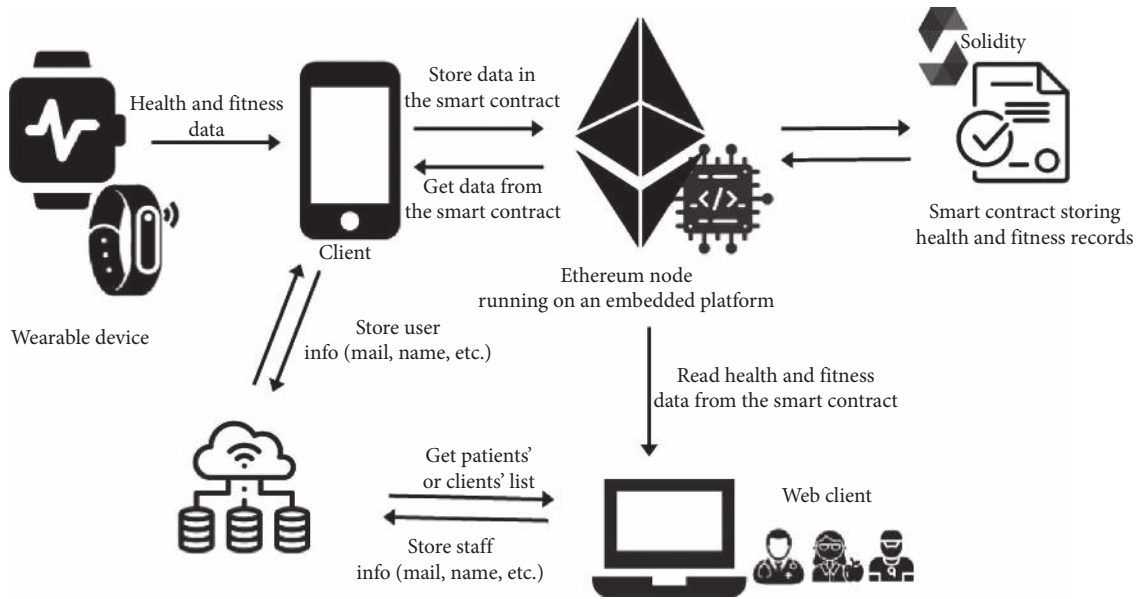 Solidity
Health and fitness
data
Store data in
the smart contract
Get data from
the smart contract
Smart contract storing
health and fitness records
Client
Ethereum node
running on an embedded platform
Wearable device
Store user
info (mail, name, etc.)
Read health and fitness
data from the smart contract
Get patients'
or clients' list
Web client
Store staff
info (mail, name, etc.)